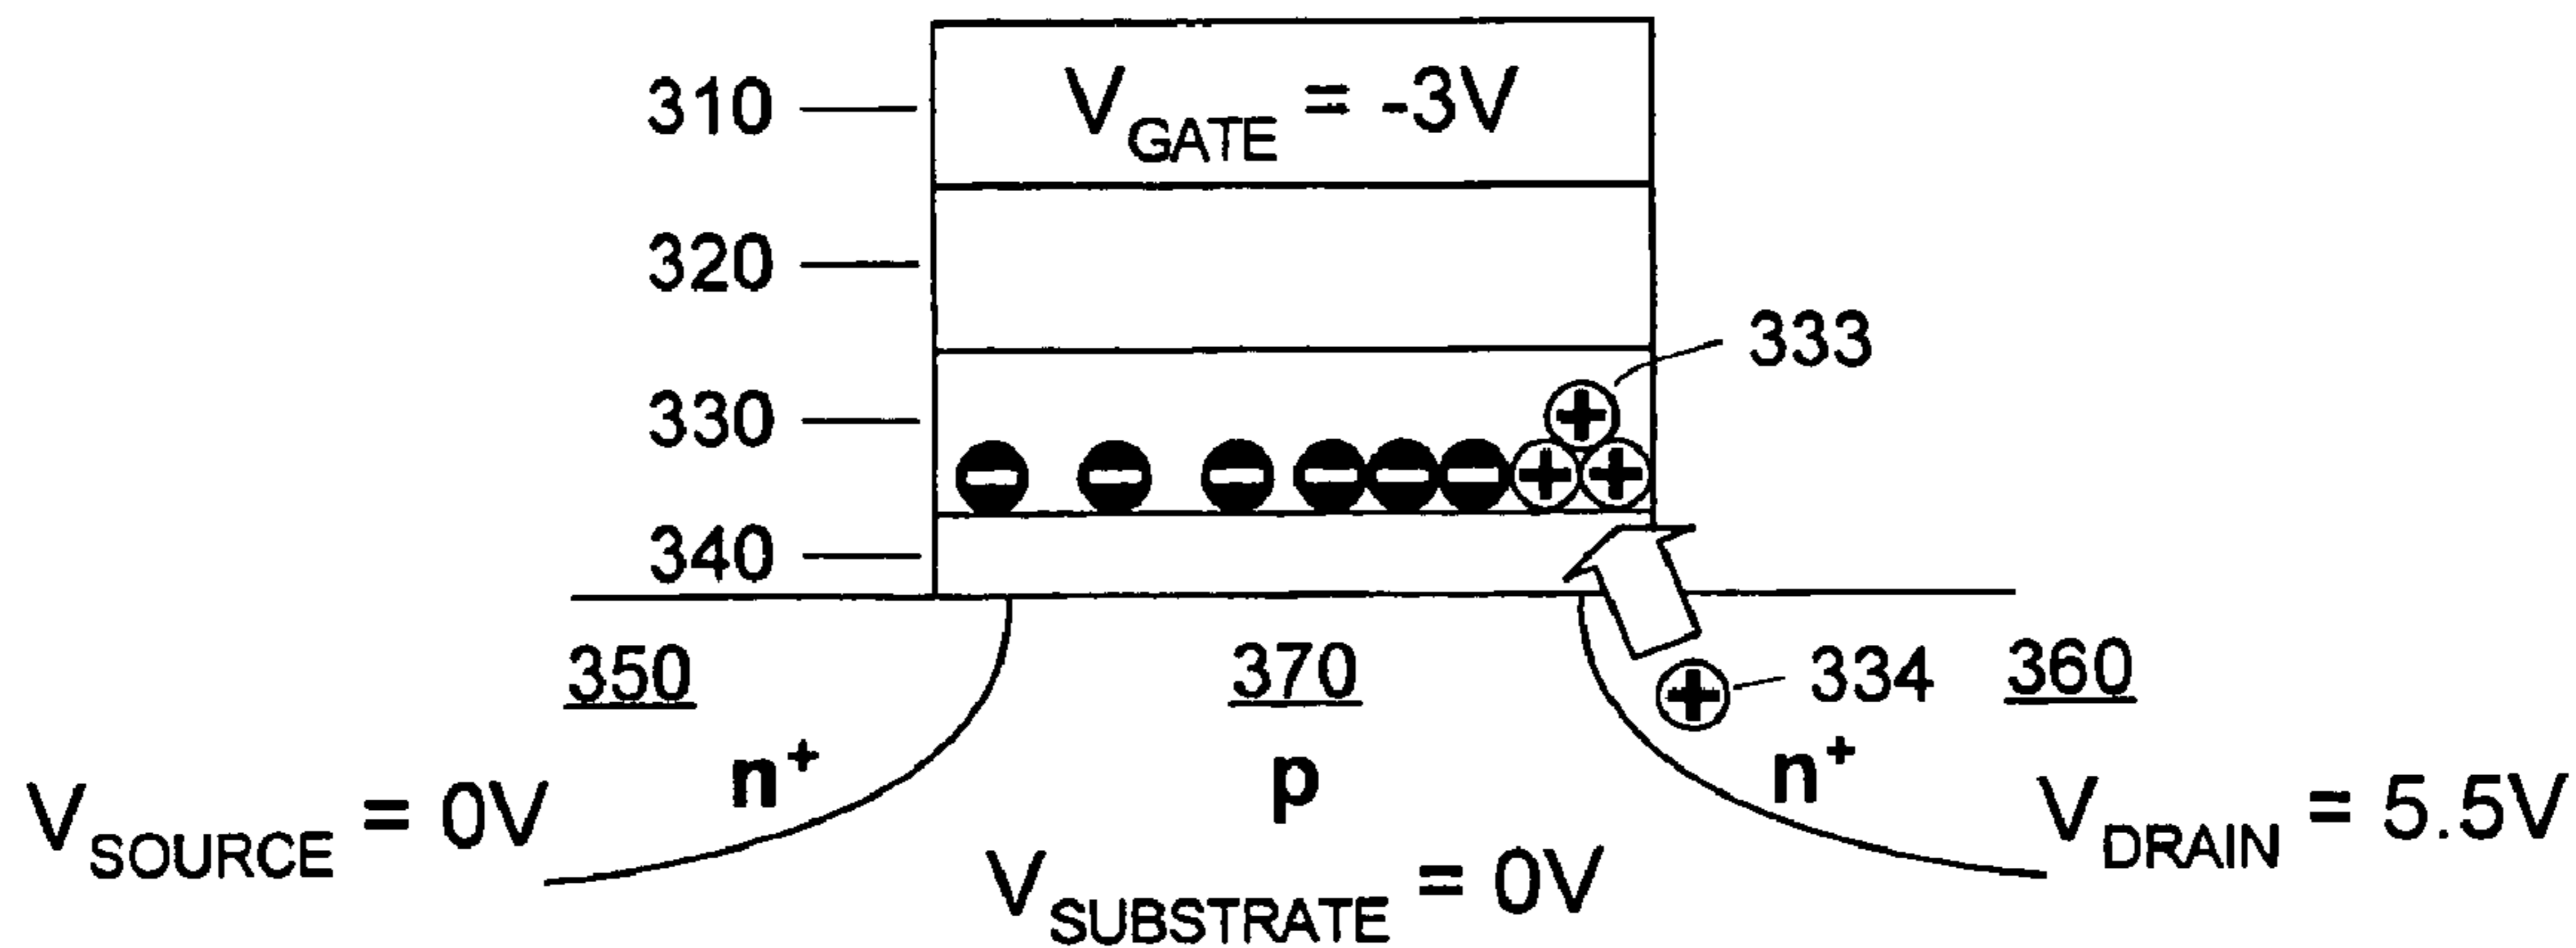 310
V_GATE = -3V
320
333
330
340
350
370
334
360
n+
p
n+
V_SOURCE = 0V
V_DRAIN = 5.5V
V_SUBSTRATE = 0V